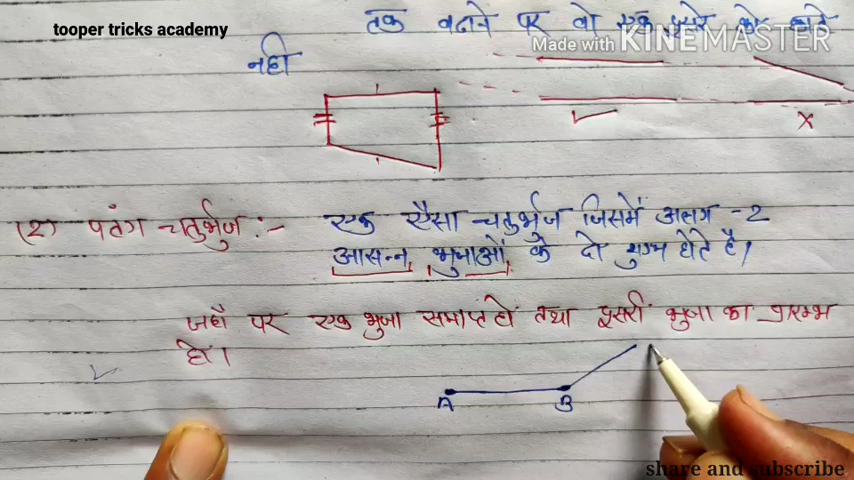 tooper tricks academy
तक बढाने पर वो एक दूसरे को काटे
Made with KINEMASTER
नही
✓ x
(2) पतंग चतुर्भुज :- एक ऐसा चतुर्भुज जिसमें अलग -2
आसन्न भुजाओं के दो युग्म होते है।
जहाँ पर एक भुजा समाप्त हो तथा दूसरी भुजा का प्रारम्भ
हो।
A B
share and subscribe